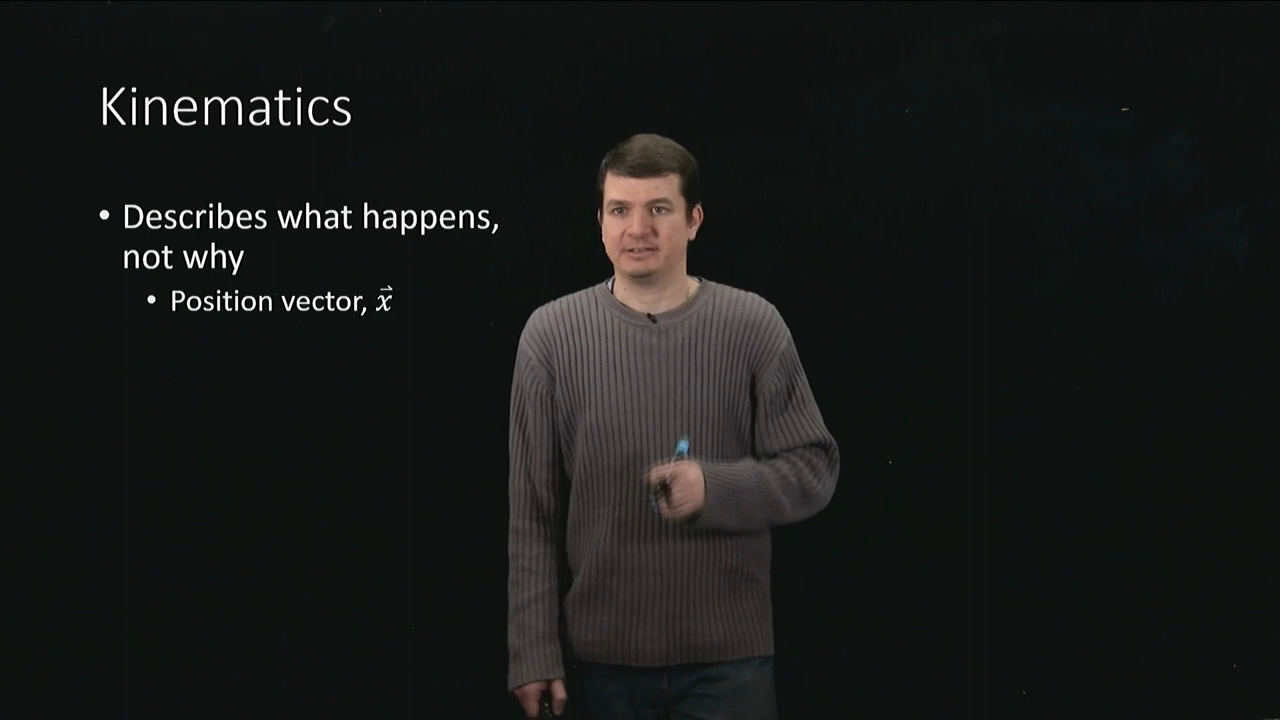 Kinematics
• Describes what happens,
not why
• Position vector, x⃗